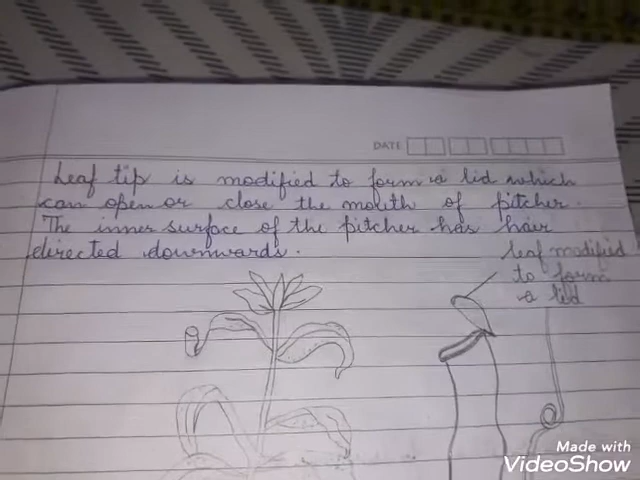 DATE
Leaf tip is modified to form a lid which
can open or close the mouth of pitcher.
The inner surface of the pitcher has hair
directed downwards.
leaf modified
to form
a lid
Made with
VideoShow